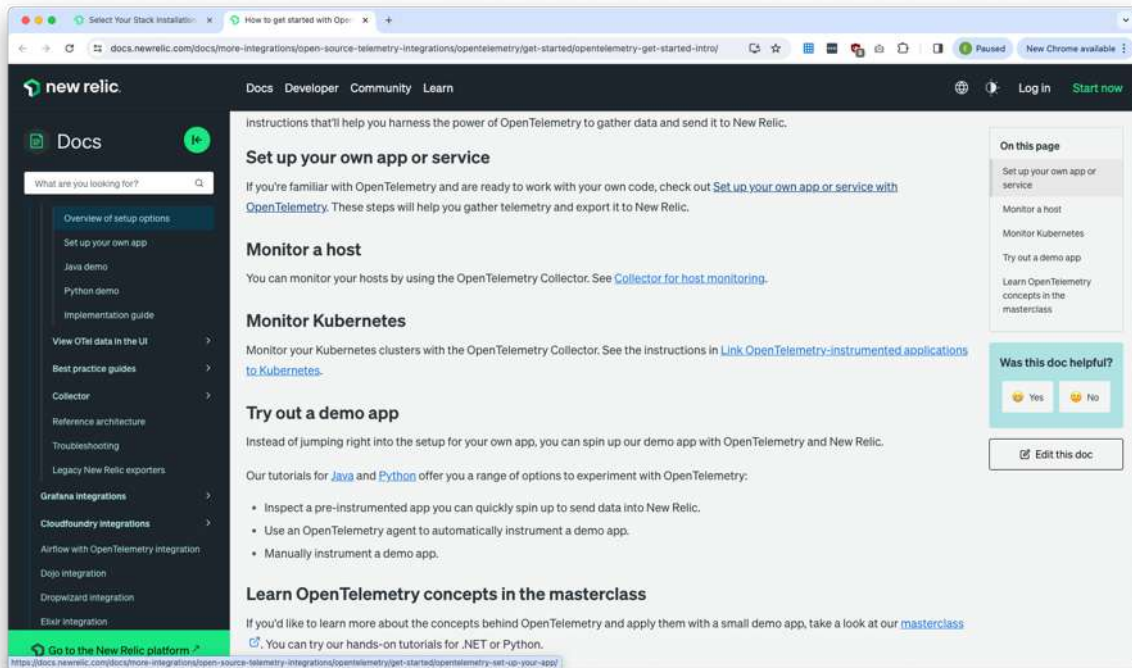 Select Your Stack Installation
How to get started with Ope
docs.newrelic.com/docs/more-integrations/open-source-telemetry-integrations/opentelemetry/get-started/opentelemetry-get-started-intro/
Paused
New Chrome available
new relic.
Docs Developer Community Learn
Log in
Start now
Docs
What are you looking for?
Overview of setup options
Set up your own app
Java demo
Python demo
Implementation guide
View OTel data in the UI
Best practice guides
Collector
Reference architecture
Troubleshooting
Legacy New Relic exporters
Grafana integrations
Cloudfoundry integrations
Airflow with OpenTelemetry integration
Dojo integration
Dropwizard integration
Elixir integration
Go to the New Relic platform
https://docs.newrelic.com/docs/more-integrations/open-source-telemetry-integrations/opentelemetry/get-started/opentelemetry-set-up-your-app/
instructions that'll help you harness the power of OpenTelemetry to gather data and send it to New Relic.
Set up your own app or service
If you're familiar with OpenTelemetry and are ready to work with your own code, check out Set up your own app or service with
OpenTelemetry. These steps will help you gather telemetry and export it to New Relic.
Monitor a host
You can monitor your hosts by using the OpenTelemetry Collector. See Collector for host monitoring.
Monitor Kubernetes
Monitor your Kubernetes clusters with the OpenTelemetry Collector. See the instructions in Link OpenTelemetry-instrumented applications
to Kubernetes.
Try out a demo app
Instead of jumping right into the setup for your own app, you can spin up our demo app with OpenTelemetry and New Relic.
Our tutorials for Java and Python offer you a range of options to experiment with OpenTelemetry:
• Inspect a pre-instrumented app you can quickly spin up to send data into New Relic.
• Use an OpenTelemetry agent to automatically instrument a demo app.
• Manually instrument a demo app.
Learn OpenTelemetry concepts in the masterclass
If you'd like to learn more about the concepts behind OpenTelemetry and apply them with a small demo app, take a look at our masterclass
. You can try our hands-on tutorials for .NET or Python.
On this page
Set up your own app or
service
Monitor a host
Monitor Kubernetes
Try out a demo app
Learn OpenTelemetry
concepts in the
masterclass
Was this doc helpful?
Yes
No
Edit this doc